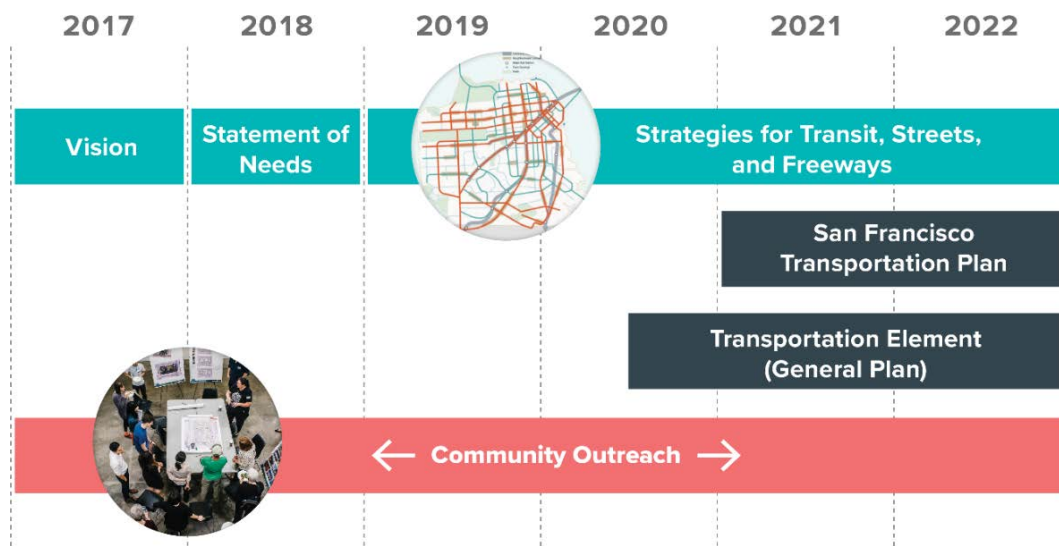 2017 2018 2019 2020 2021 2022
Vision
Statement of
Needs
Strategies for Transit, Streets,
and Freeways
San Francisco
Transportation Plan
Transportation Element
(General Plan)
Community Outreach